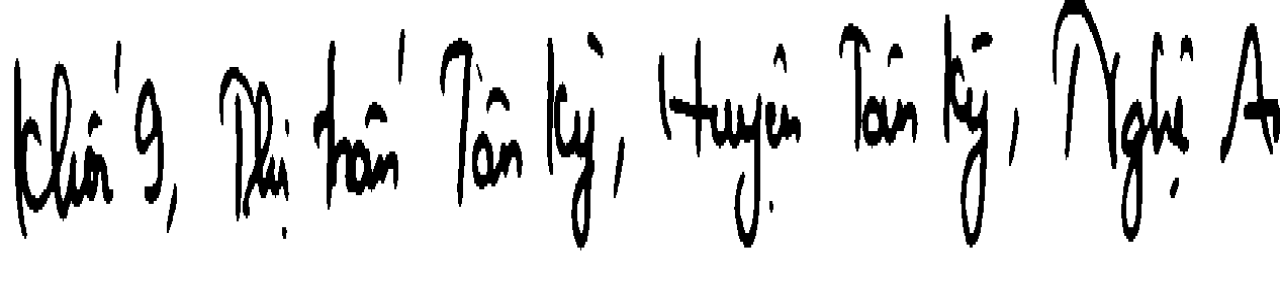 Khối 9, Thị trấn Tân Kỳ, Huyện Tân Kỳ, Nghệ An